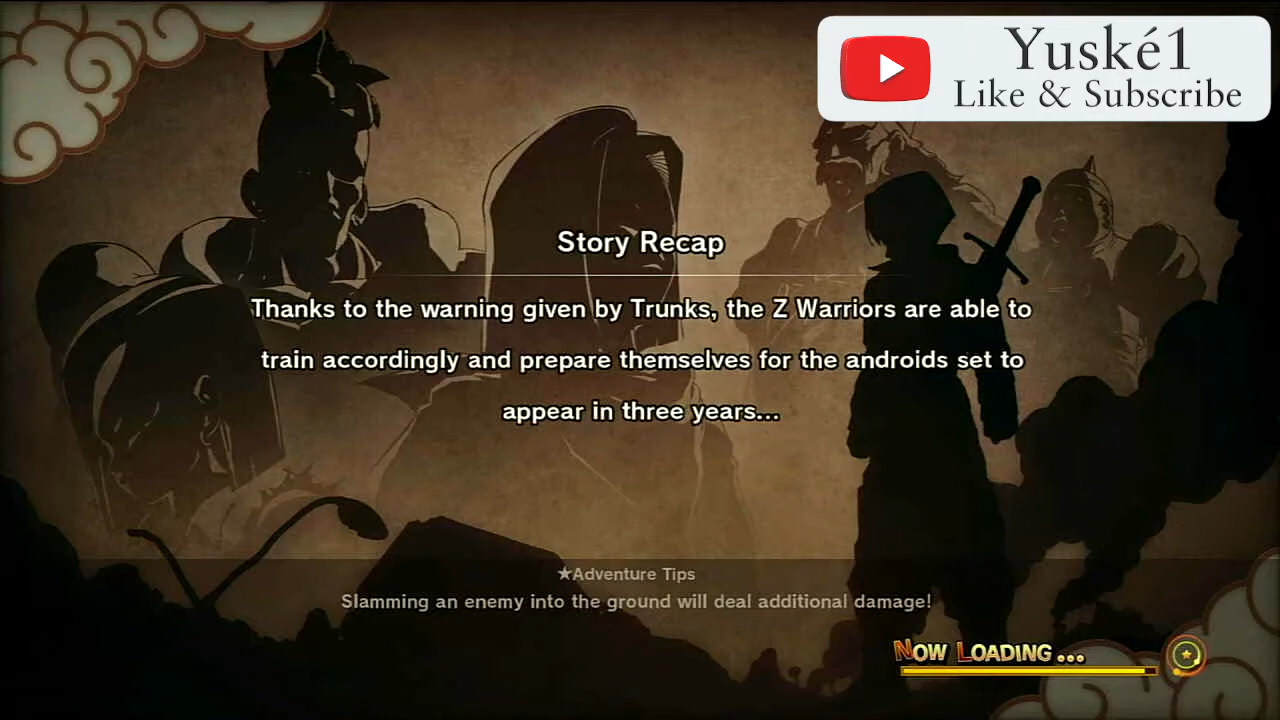 Yuské1
Like & Subscribe
Story Recap
Thanks to the warning given by Trunks, the Z Warriors are able to
train accordingly and prepare themselves for the androids set to
appear in three years...
★Adventure Tips
Slamming an enemy into the ground will deal additional damage!
NOW LOADING...